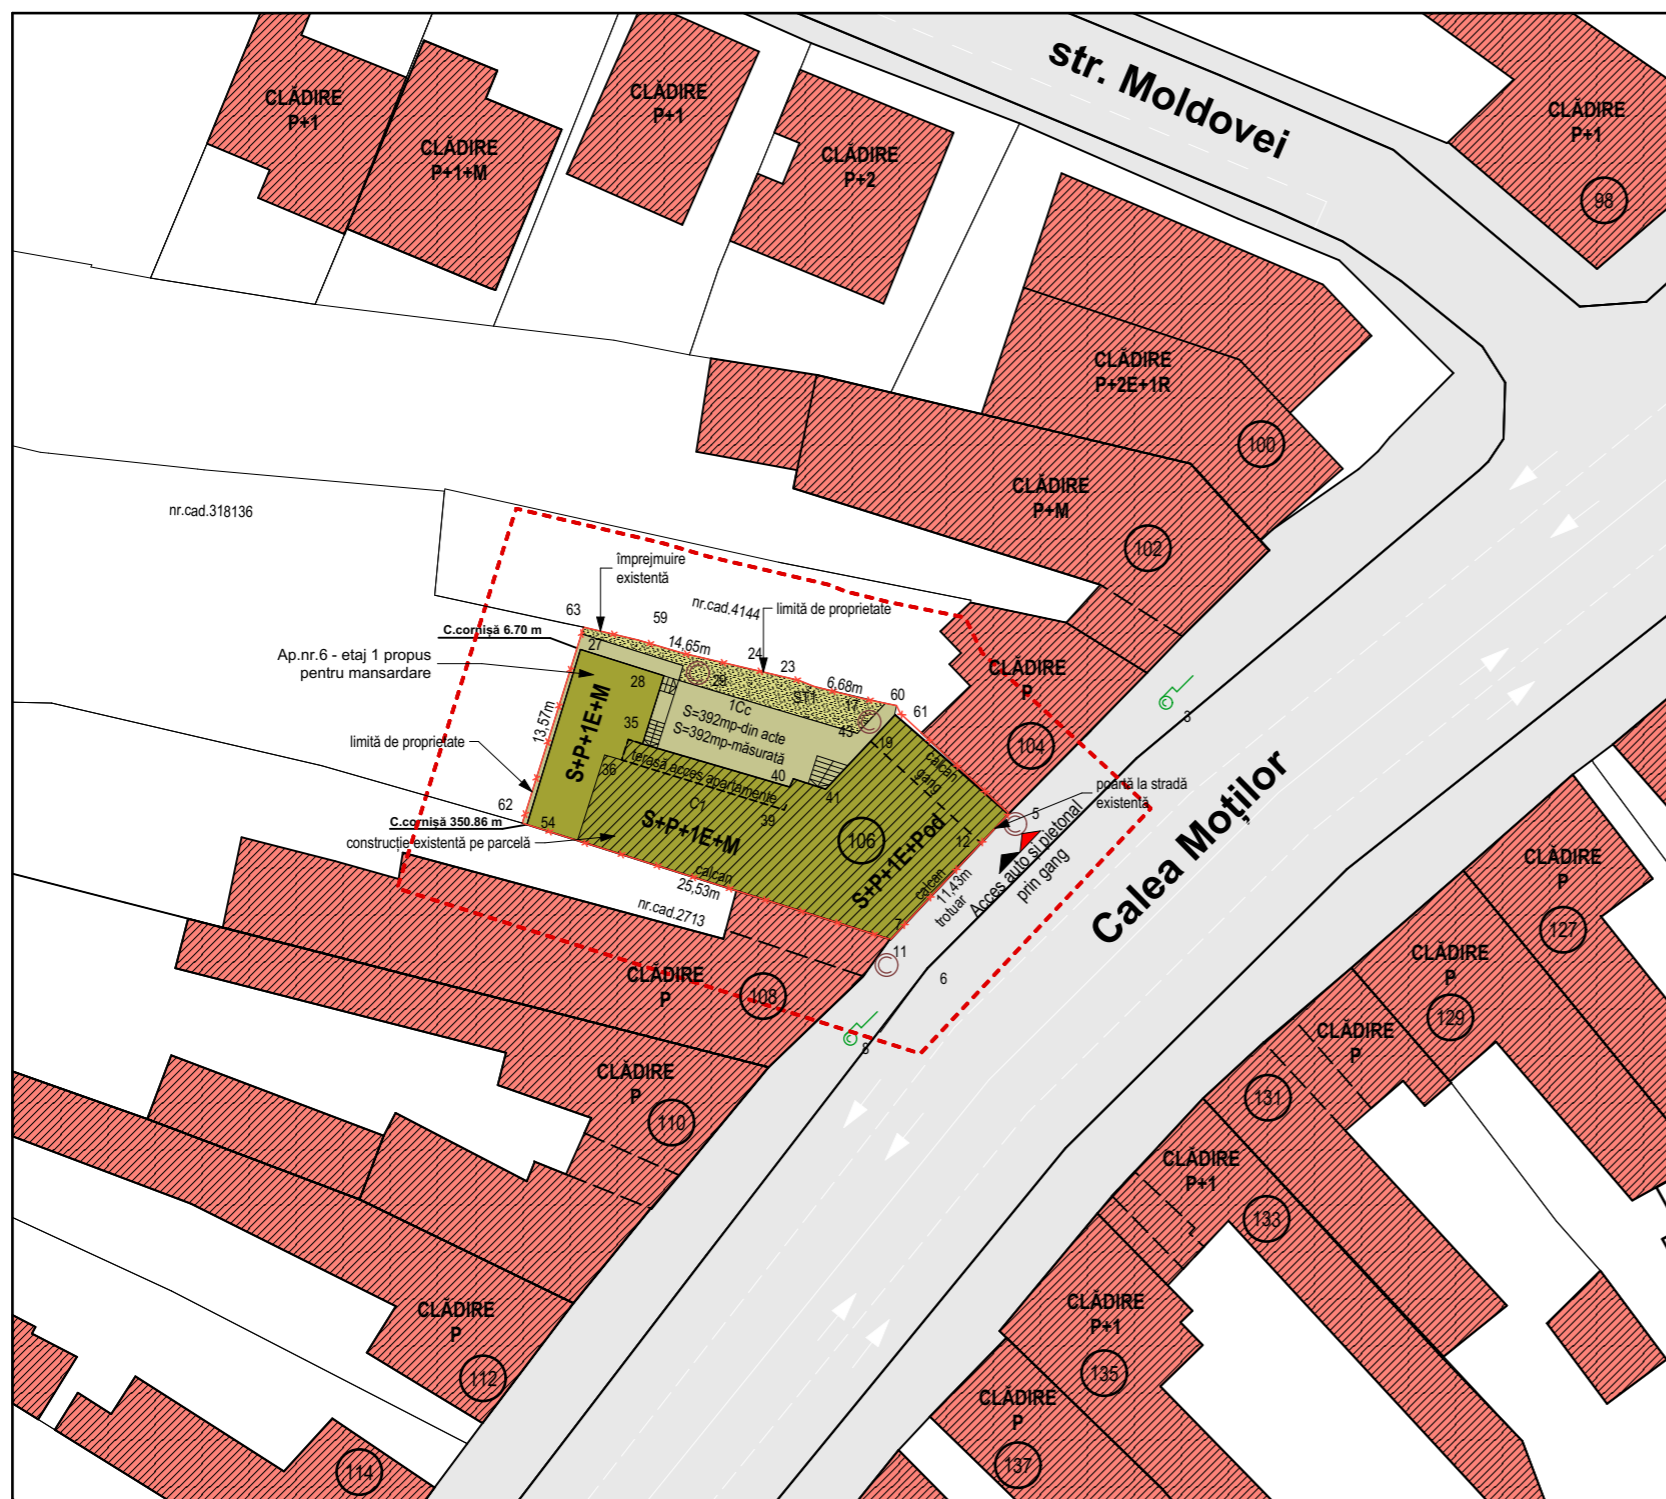 str. Moldovei
CLĂDIRE
P+1
CLĂDIRE
P+1+M
CLĂDIRE
P+1
CLĂDIRE
P+2
CLĂDIRE
P+1
98
CLĂDIRE
P+2E+1R
100
CLĂDIRE
P+M
102
nr.cad.318136
împrejmuire
existentă
nr.cad.4144
limită de proprietate
63
59
C.cornișă 6.70 m
27
14,65m
24
23
6,68m
60
61
Ap.nr.6 - etaj 1 propus
pentru mansardare
28
29
ST1
17
1Cc
S=392mp-din acte
S=392mp-măsurată
43
19
35
13,57m
limită de proprietate
S+P+1E+M
36
terasă acces apartamente
40
41
39
C1
S+P+1E+M
calcan
gang
CLĂDIRE
P
104
3
poartă la stradă
existentă
5
62
C.cornișă 350.86 m
54
construcție existentă pe parcelă
106
S+P+1E+Pod
12
calcan
25,53m
nr.cad.2713
calcan
11,43m
trotuar
Acces auto și pietonal
prin gang
7
11
6
8
Calea Moților
CLĂDIRE
P
108
CLĂDIRE
P
110
CLĂDIRE
P
112
114
CLĂDIRE
P
127
CLĂDIRE
P
129
CLĂDIRE
P
131
CLĂDIRE
P+1
133
CLĂDIRE
P+1
135
CLĂDIRE
P
137